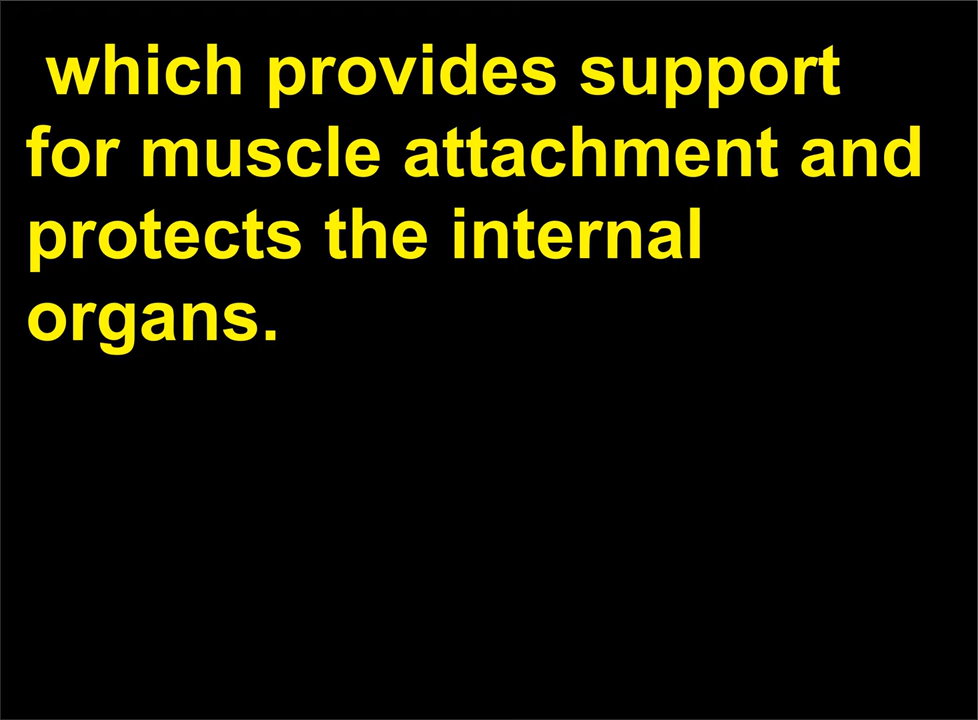 which provides support
for muscle attachment and
protects the internal
organs.